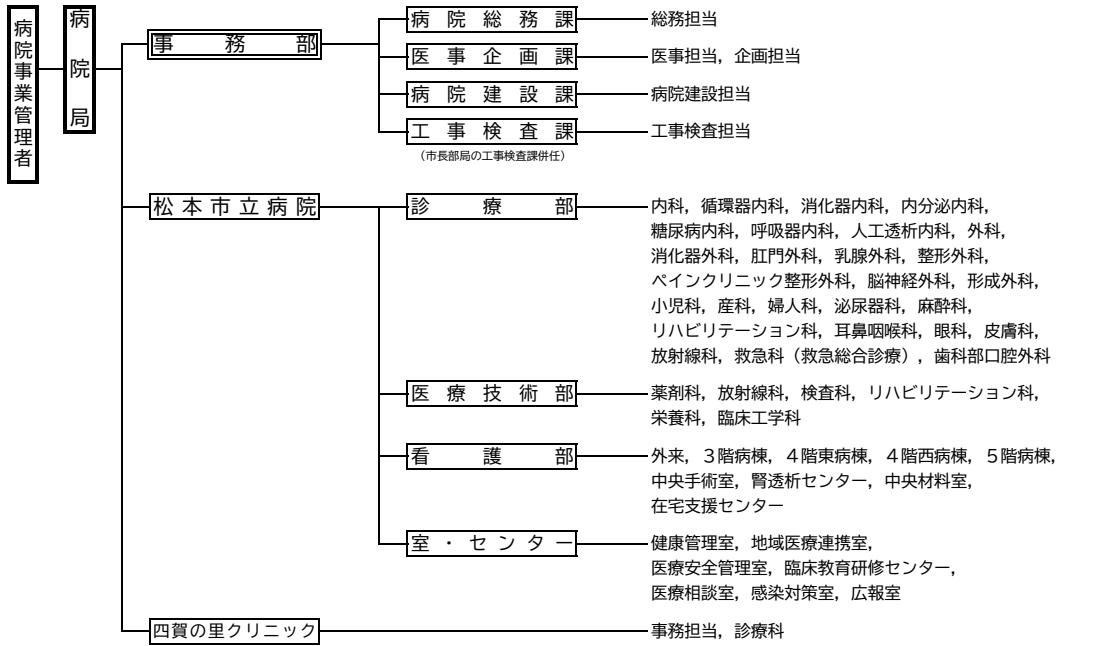 病院事業管理者
病院局
事務部
病院総務課
総務担当
医事企画課
医事担当，企画担当
病院建設課
病院建設担当
工事検査課
工事検査担当
（市長部局の工事検査課併任）
松本市立病院
診療部
内科，循環器内科，消化器内科，内分泌内科，
糖尿病内科，呼吸器内科，人工透析内科，外科，
消化器外科，肛門外科，乳腺外科，整形外科，
ペインクリニック整形外科，脳神経外科，形成外科，
小児科，産科，婦人科，泌尿器科，麻酔科，
リハビリテーション科，耳鼻咽喉科，眼科，皮膚科，
放射線科，救急科（救急総合診療），歯科部口腔外科
医療技術部
薬剤科，放射線科，検査科，リハビリテーション科，
栄養科，臨床工学科
看護部
外来，３階病棟，４階東病棟，４階西病棟，５階病棟，
中央手術室，腎透析センター，中央材料室，
在宅支援センター
室・センター
健康管理室，地域医療連携室，
医療安全管理室，臨床教育研修センター，
医療相談室，感染対策室，広報室
四賀の里クリニック
事務担当，診療科